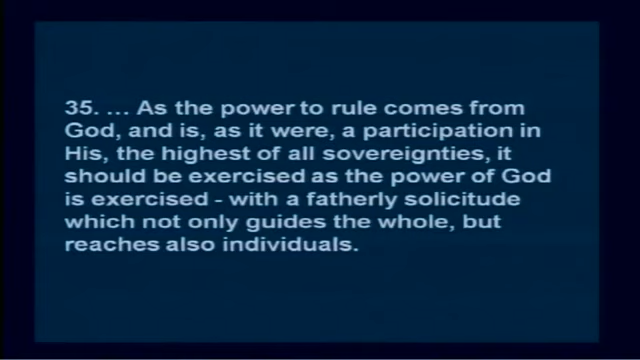 35. ... As the power to rule comes from
God, and is, as it were, a participation in
His, the highest of all sovereignties, it
should be exercised as the power of God
is exercised - with a fatherly solicitude
which not only guides the whole, but
reaches also individuals.